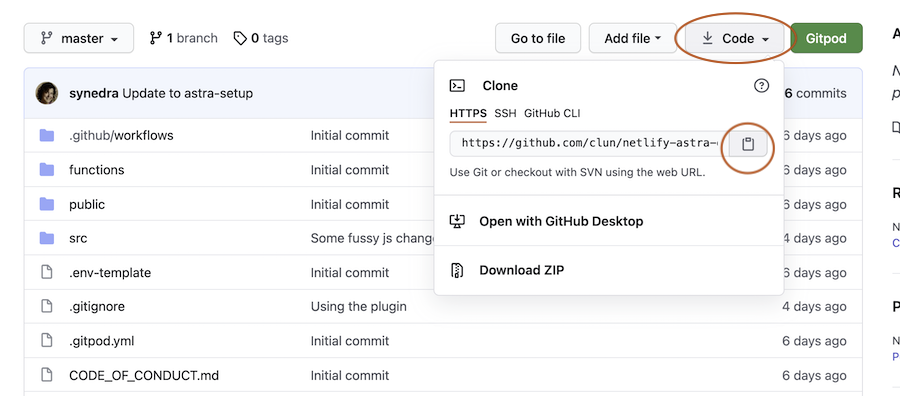 master 1 branch 0 tags Go to file Add file Code Gitpod
synedra Update to astra-setup 6 commits
Clone
HTTPS SSH GitHub CLI
https://github.com/clun/netlify-astra-
Use Git or checkout with SVN using the web URL.
Open with GitHub Desktop
Download ZIP
.github/workflows Initial commit 6 days ago
functions Initial commit 6 days ago
public Initial commit 6 days ago
src Some fussy js change 4 days ago
.env-template Initial commit 6 days ago
.gitignore Using the plugin 4 days ago
.gitpod.yml Initial commit 6 days ago
CODE_OF_CONDUCT.md Initial commit 6 days ago
A
N
p
R
N
C
P
N
P